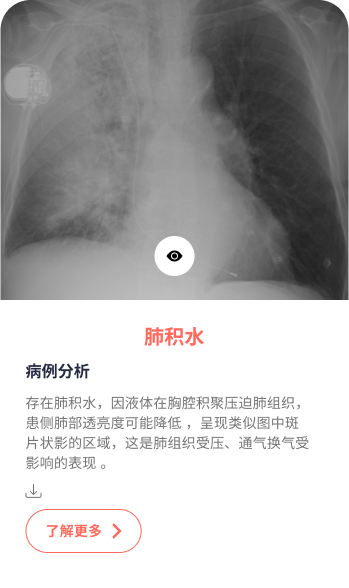 肺积水
病例分析
存在肺积水，因液体在胸腔积聚压迫肺组织，
患侧肺部透亮度可能降低 ，呈现类似图中斑
片状影的区域，这是肺组织受压、通气换气受
影响的表现 。
了解更多